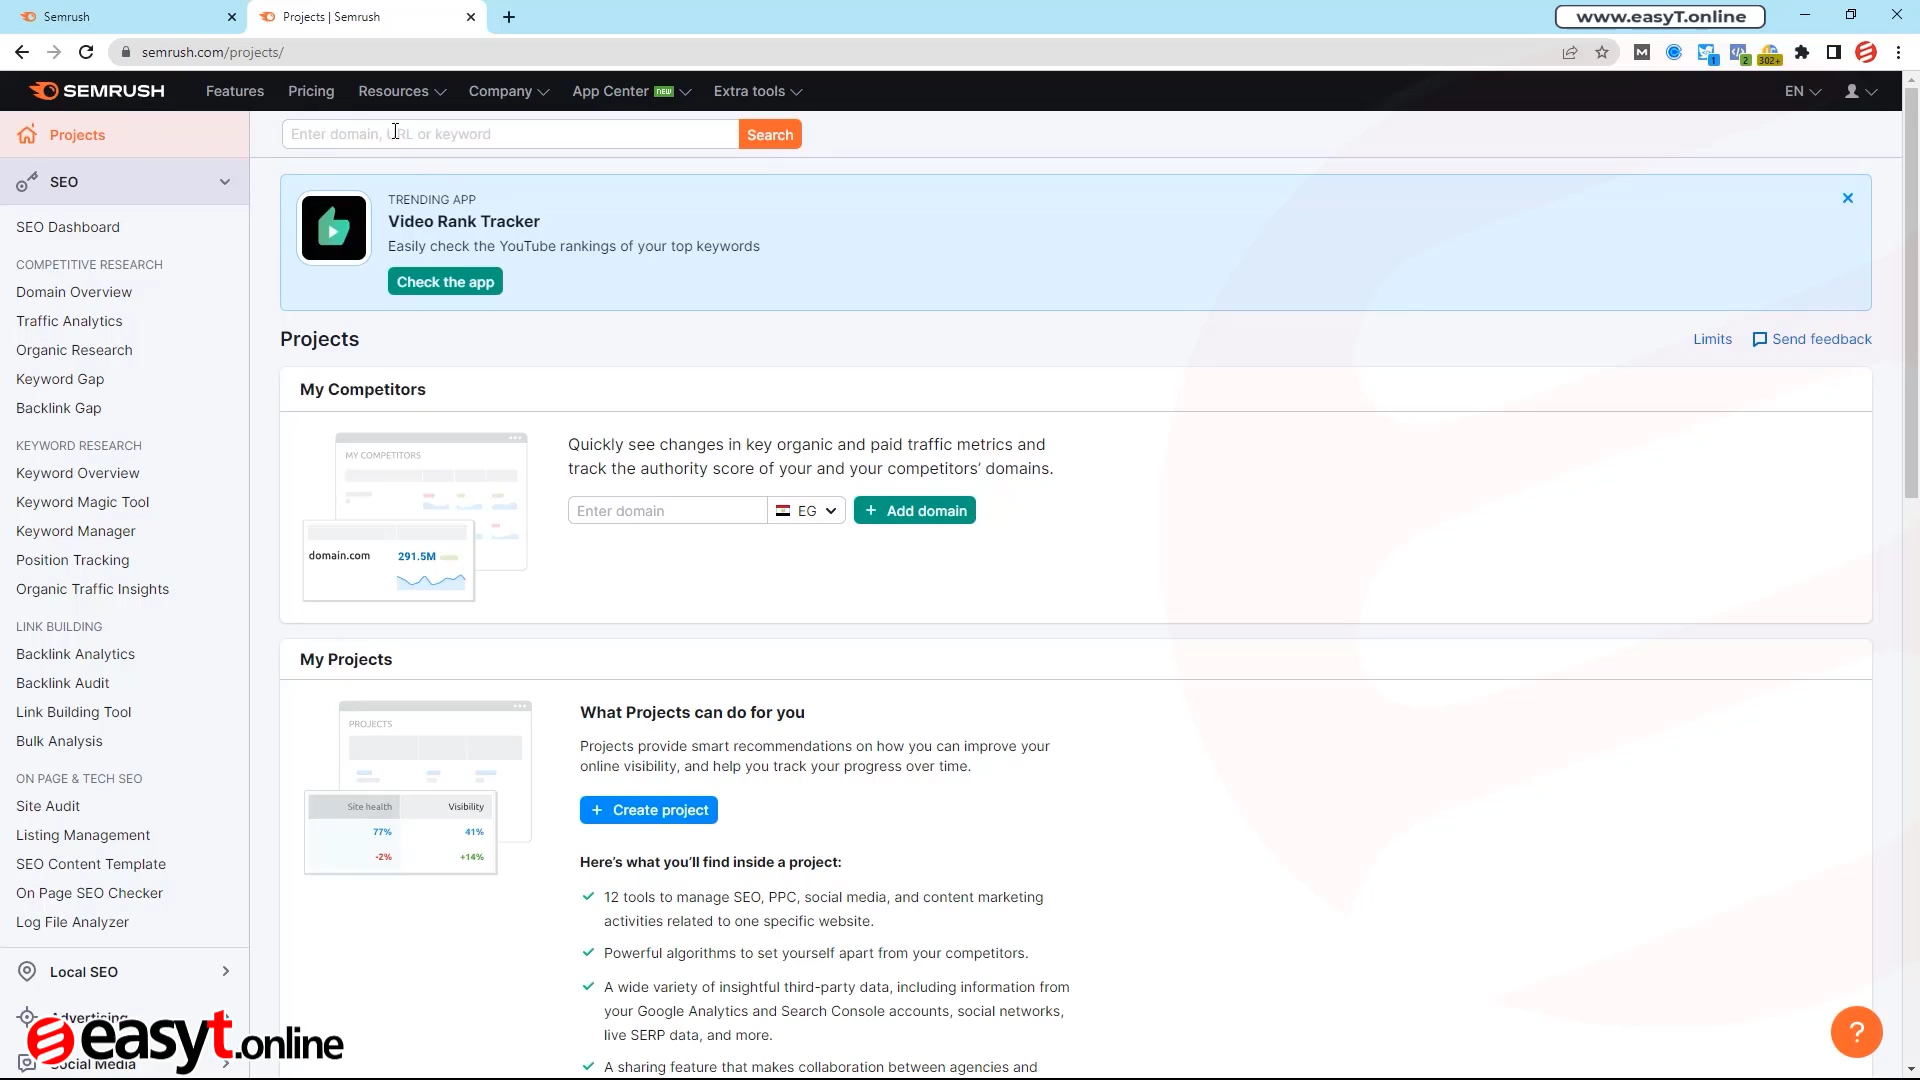 Semrush
Projects | Semrush
www.easyT.online
semrush.com/projects/
1
2
302+
SEMRUSH
Features
Pricing
Resources
Company
App Center NEW
Extra tools
EN
Projects
Enter domain, URL or keyword
Search
SEO
SEO Dashboard
COMPETITIVE RESEARCH
Domain Overview
Traffic Analytics
Organic Research
Keyword Gap
Backlink Gap
KEYWORD RESEARCH
Keyword Overview
Keyword Magic Tool
Keyword Manager
Position Tracking
Organic Traffic Insights
LINK BUILDING
Backlink Analytics
Backlink Audit
Link Building Tool
Bulk Analysis
ON PAGE & TECH SEO
Site Audit
Listing Management
SEO Content Template
On Page SEO Checker
Log File Analyzer
Local SEO
Advertising
Social Media
easyt.online
TRENDING APP
Video Rank Tracker
Easily check the YouTube rankings of your top keywords
Check the app
Projects
Limits
Send feedback
My Competitors
MY COMPETITORS
domain.com
291.5M
Quickly see changes in key organic and paid traffic metrics and
track the authority score of your and your competitors’ domains.
Enter domain
EG
+ Add domain
My Projects
PROJECTS
Site health
Visibility
77%
41%
-2%
+14%
What Projects can do for you
Projects provide smart recommendations on how you can improve your
online visibility, and help you track your progress over time.
+ Create project
Here’s what you’ll find inside a project:
12 tools to manage SEO, PPC, social media, and content marketing
activities related to one specific website.
Powerful algorithms to set yourself apart from your competitors.
A wide variety of insightful third-party data, including information from
your Google Analytics and Search Console accounts, social networks,
live SERP data, and more.
A sharing feature that makes collaboration between agencies and
?